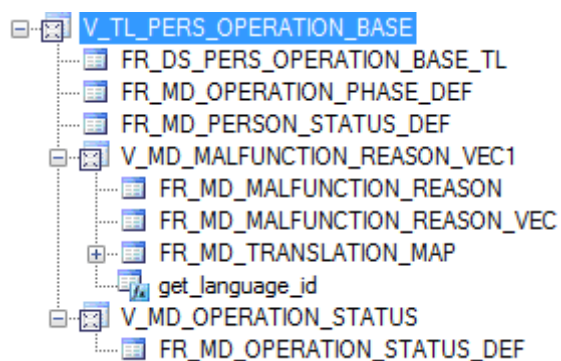 V_TL_PERS_OPERATION_BASE
FR_DS_PERS_OPERATION_BASE_TL
FR_MD_OPERATION_PHASE_DEF
FR_MD_PERSON_STATUS_DEF
V_MD_MALFUNCTION_REASON_VEC1
FR_MD_MALFUNCTION_REASON
FR_MD_MALFUNCTION_REASON_VEC
FR_MD_TRANSLATION_MAP
get_language_id
V_MD_OPERATION_STATUS
FR_MD_OPERATION_STATUS_DEF